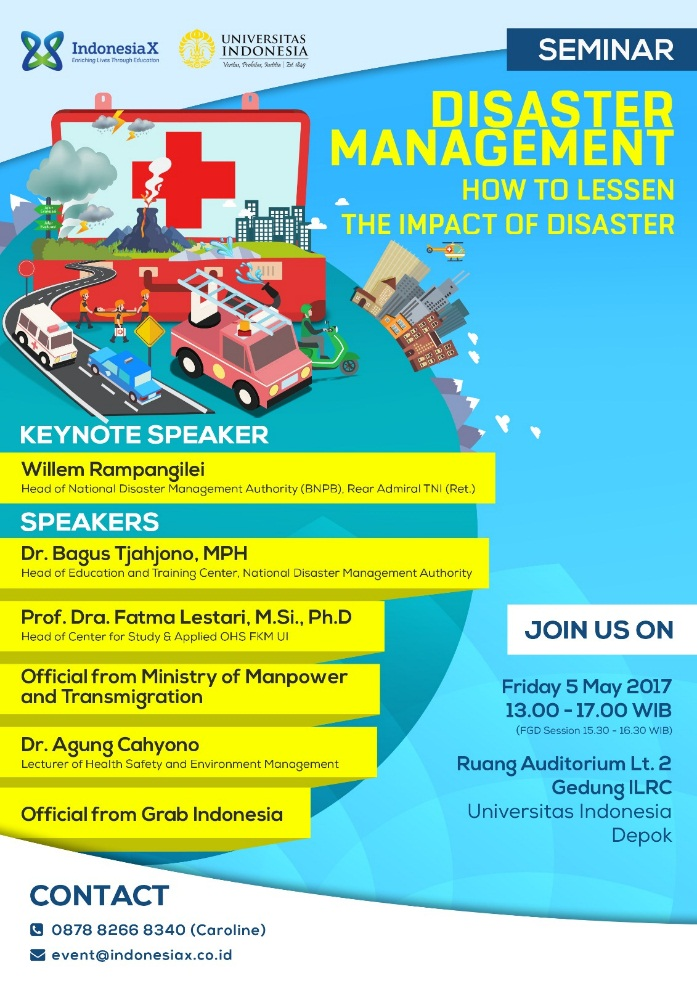 IndonesiaX
Enriching Lives Through Education
UNIVERSITAS
INDONESIA
Veritas, Probitas, Iustitia | Est. 1849
SEMINAR
DISASTER
MANAGEMENT
HOW TO LESSEN
THE IMPACT OF DISASTER
KEYNOTE SPEAKER
Willem Rampangilei
Head of National Disaster Management Authority (BNPB), Rear Admiral TNI (Ret.)
SPEAKERS
Dr. Bagus Tjahjono, MPH
Head of Education and Training Center, National Disaster Management Authority
Prof. Dra. Fatma Lestari, M.Si., Ph.D
Head of Center for Study & Applied OHS FKM UI
Official from Ministry of Manpower
and Transmigration
Dr. Agung Cahyono
Lecturer of Health Safety and Environment Management
Official from Grab Indonesia
JOIN US ON
Friday 5 May 2017
13.00 - 17.00 WIB
(FGD Session 15.30 - 16.30 WIB)
Ruang Auditorium Lt. 2
Gedung ILRC
Universitas Indonesia
Depok
CONTACT
0878 8266 8340 (Caroline)
event@indonesiax.co.id